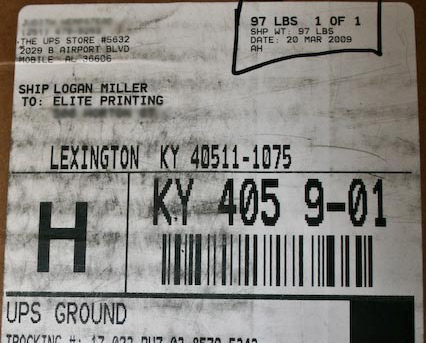 THE UPS STORE #5632
2029 B AIRPORT BLVD
MOBILE AL 36606
97 LBS 1 OF 1
SHP WT: 97 LBS
DATE: 20 MAR 2009
AH
SHIP LOGAN MILLER
TO: ELITE PRINTING
LEXINGTON KY 40511-1075
H
KY 405 9-01
UPS GROUND